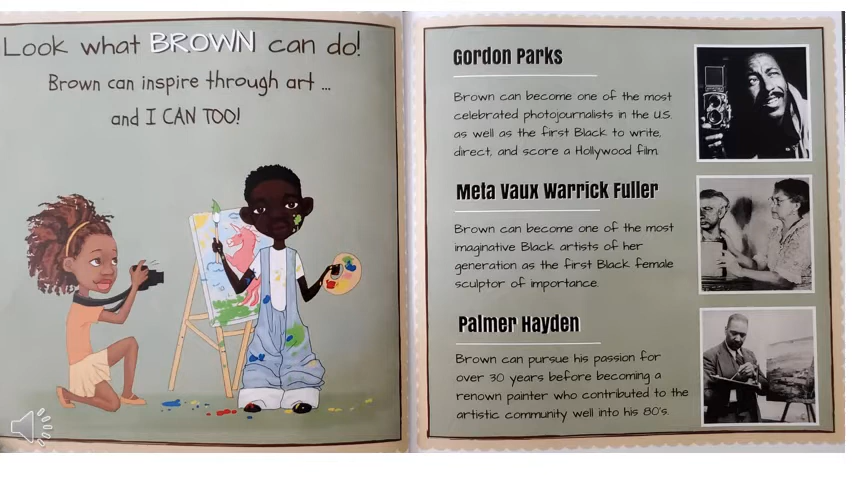 Look what BROWN can do!
Brown can inspire through art ...
and I CAN TOO!
Gordon Parks
Brown can become one of the most
celebrated photojournalists in the U.S.
as well as the first Black to write,
direct, and score a Hollywood film.
Meta Vaux Warrick Fuller
Brown can become one of the most
imaginative Black artists of her
generation as the first Black female
sculptor of importance.
Palmer Hayden
Brown can pursue his passion for
over 30 years before becoming a
renown painter who contributed to the
artistic community well into his 80's.